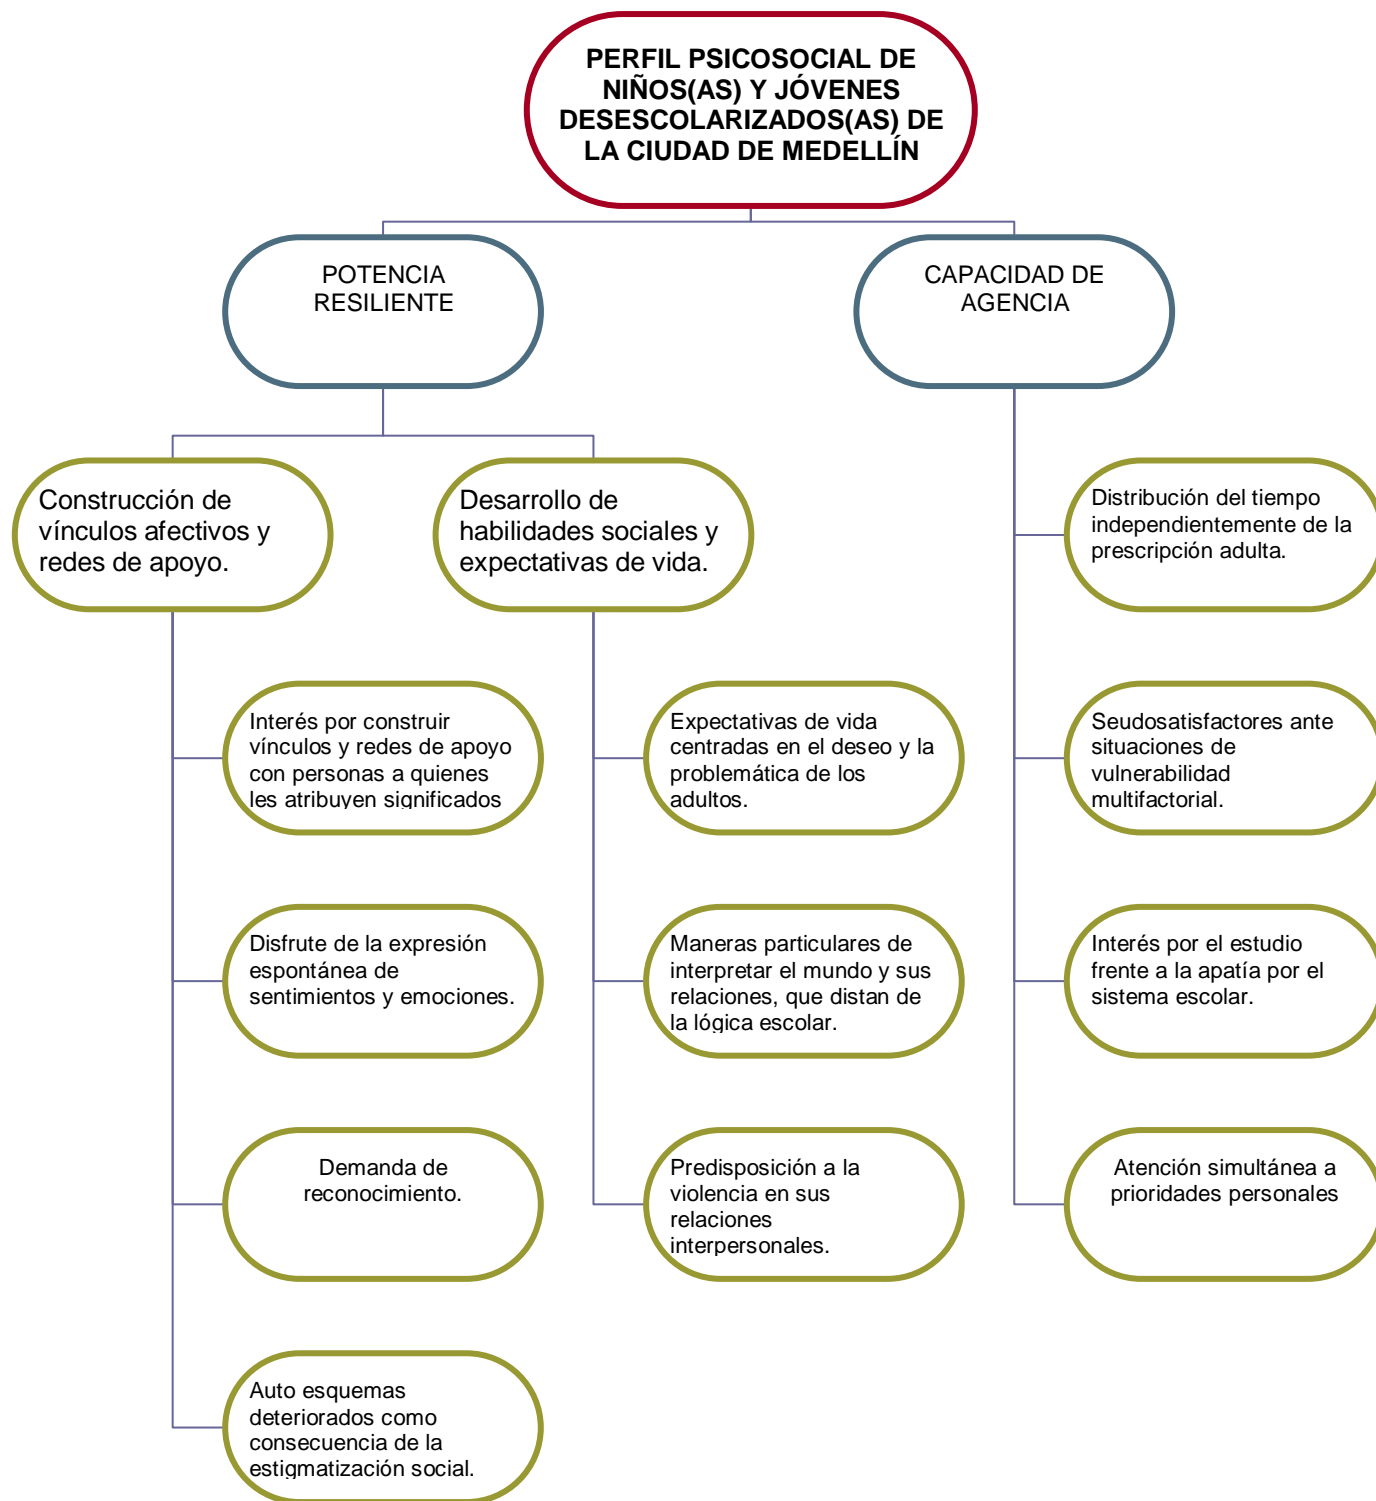 PERFIL PSICOSOCIAL DE
NIÑOS(AS) Y JÓVENES
DESESCOLARIZADOS(AS) DE
LA CIUDAD DE MEDELLÍN
POTENCIA
RESILIENTE
CAPACIDAD DE
AGENCIA
Construcción de
vínculos afectivos y
redes de apoyo.
Desarrollo de
habilidades sociales y
expectativas de vida.
Distribución del tiempo
independientemente de la
prescripción adulta.
Interés por construir
vínculos y redes de apoyo
con personas a quienes
les atribuyen significados
Expectativas de vida
centradas en el deseo y la
problemática de los
adultos.
Seudosatisfactores ante
situaciones de
vulnerabilidad
multifactorial.
Disfrute de la expresión
espontánea de
sentimientos y emociones.
Maneras particulares de
interpretar el mundo y sus
relaciones, que distan de
la lógica escolar.
Interés por el estudio
frente a la apatía por el
sistema escolar.
Demanda de
reconocimiento.
Predisposición a la
violencia en sus
relaciones
interpersonales.
Atención simultánea a
prioridades personales
Auto esquemas
deteriorados como
consecuencia de la
estigmatización social.